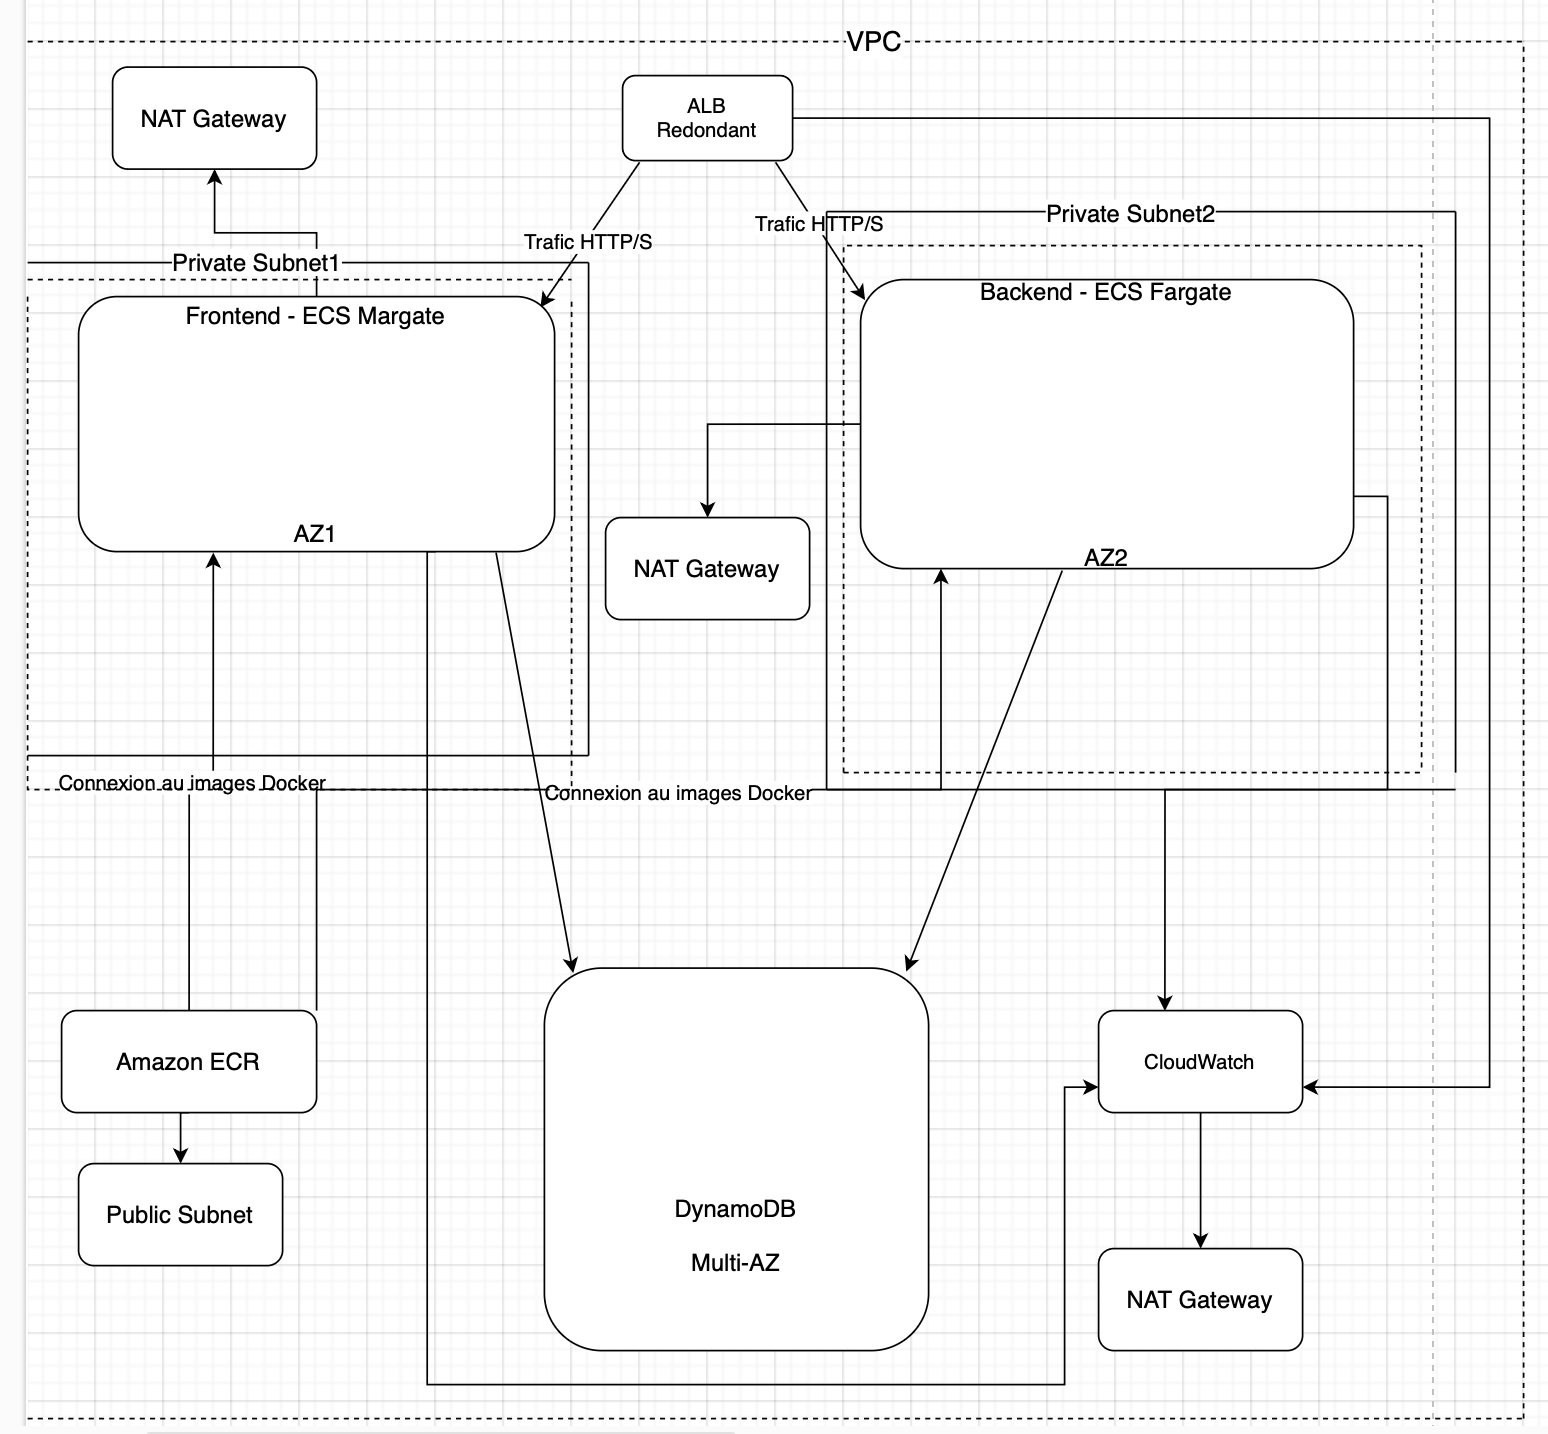 VPC
NAT Gateway
ALB
Redondant
Trafic HTTP/S
Trafic HTTP/S
Private Subnet2
Private Subnet1
Backend - ECS Fargate
Frontend - ECS Margate
AZ1
AZ2
NAT Gateway
Connexion au images Docker
Connexion au images Docker
Amazon ECR
CloudWatch
Public Subnet
DynamoDB
Multi-AZ
NAT Gateway